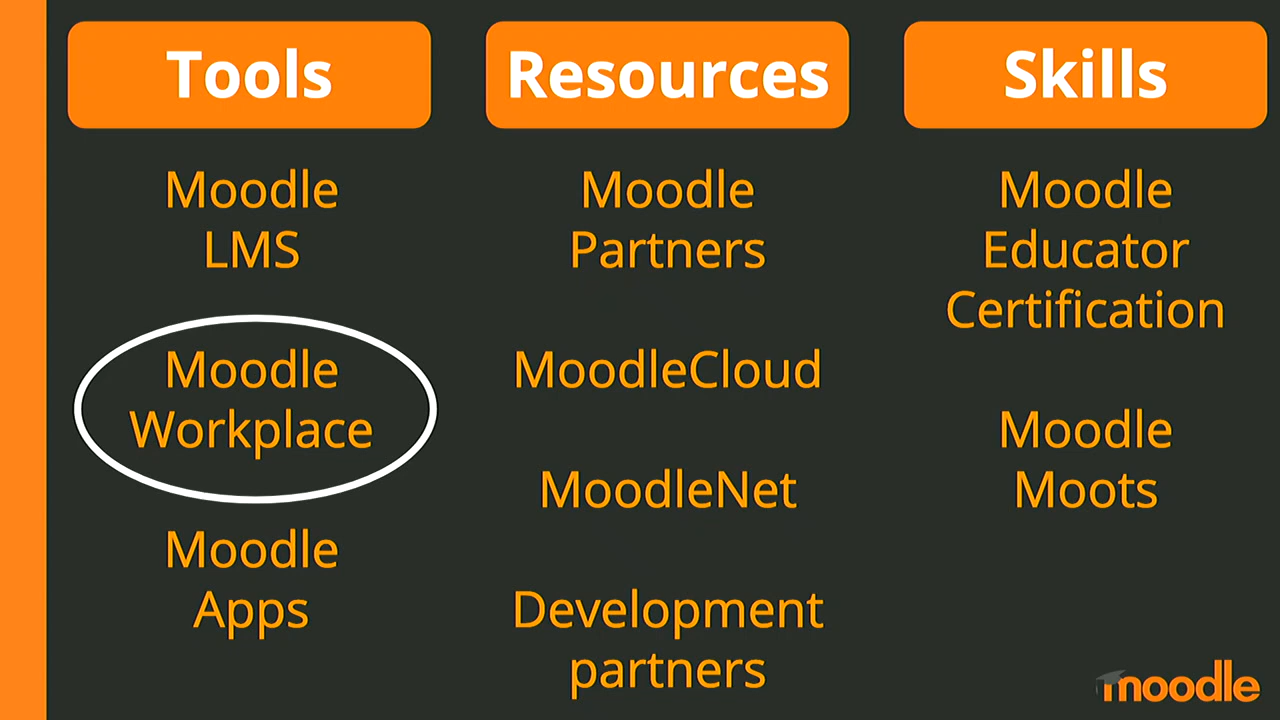 Tools
Moodle
LMS
Moodle
Workplace
Moodle
Apps
Resources
Moodle
Partners
MoodleCloud
MoodleNet
Development
partners
Skills
Moodle
Educator
Certification
Moodle
Moots
moodle